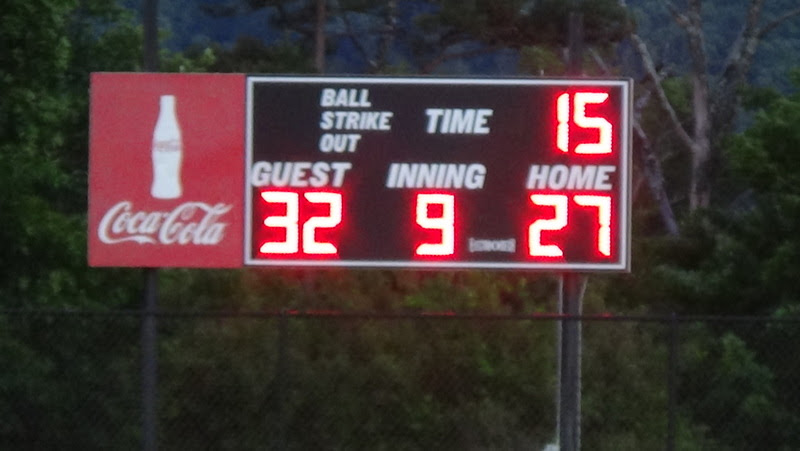 BALL
STRIKE TIME 15
OUT
GUEST INNING HOME
32 9 27
Coca-Cola